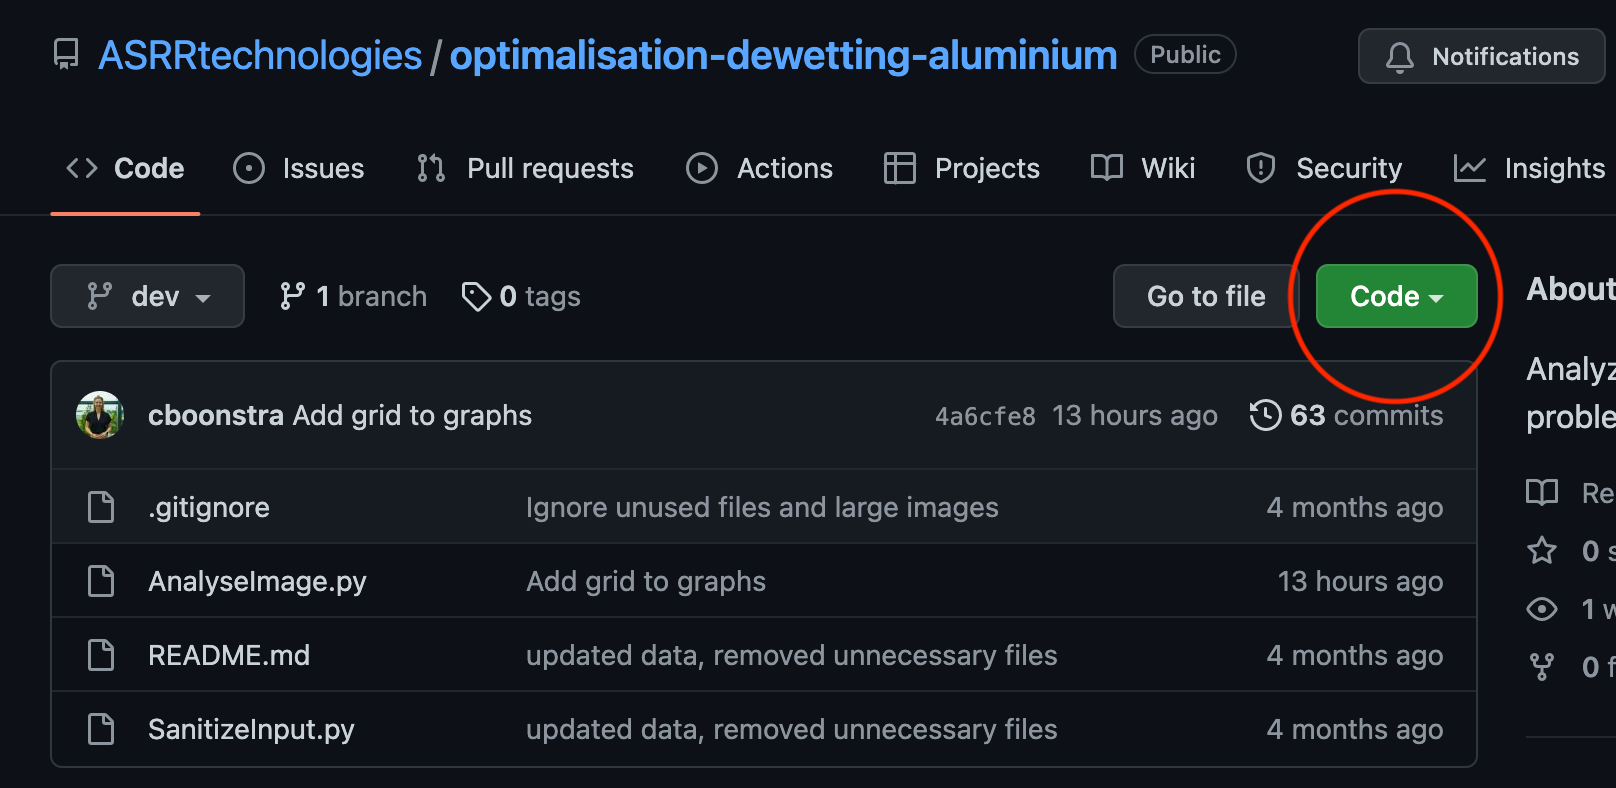 ASRRtechnologies / optimalisation-dewetting-aluminium Public Notifications
Code Issues Pull requests Actions Projects Wiki Security Insights
dev 1 branch 0 tags Go to file Code
About
cboonstra Add grid to graphs 4a6cfe8 13 hours ago 63 commits
Analyz
proble
.gitignore Ignore unused files and large images 4 months ago
Re
0 s
AnalyseImage.py Add grid to graphs 13 hours ago
1 w
README.md updated data, removed unnecessary files 4 months ago
0 f
SanitizeInput.py updated data, removed unnecessary files 4 months ago